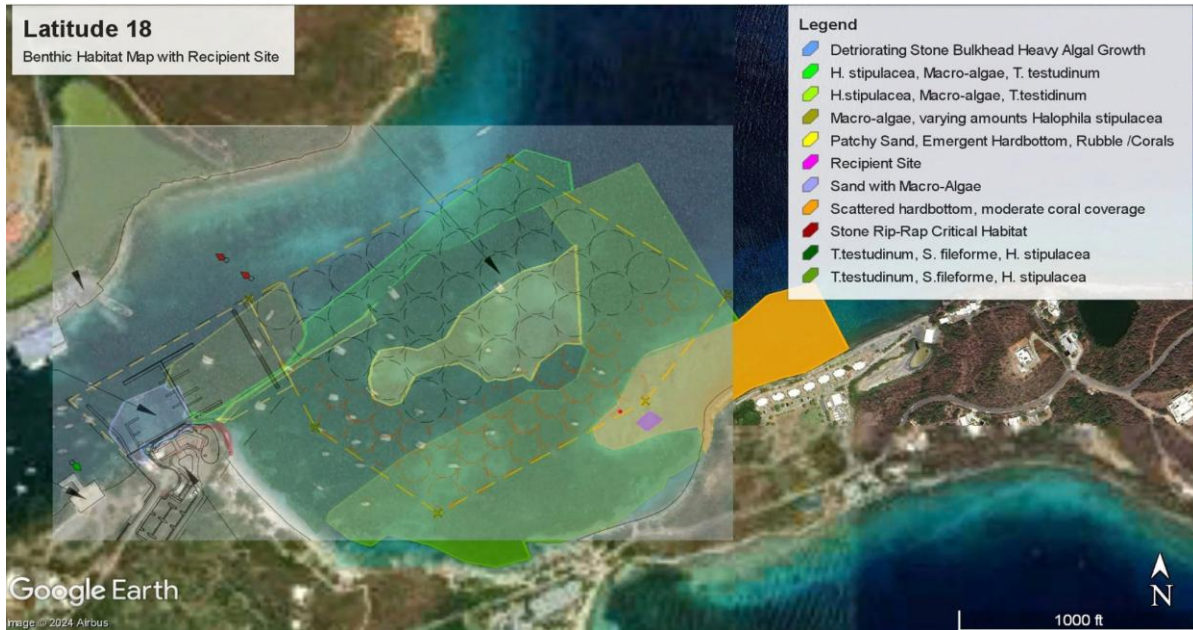 Latitude 18
Benthic Habitat Map with Recipient Site
Legend
Detriorating Stone Bulkhead Heavy Algal Growth
H. stipulacea, Macro-algae, T. testudinum
H.stipulacea, Macro-algae, T.testidinum
Macro-algae, varying amounts Halophila stipulacea
Patchy Sand, Emergent Hardbottom, Rubble /Corals
Recipient Site
Sand with Macro-Algae
Scattered hardbottom, moderate coral coverage
Stone Rip-Rap Critical Habitat
T.testudinum, S. fileforme, H. stipulacea
T.testudinum, S.fileforme, H. stipulacea
Google Earth
Image © 2024 Airbus
N
1000 ft